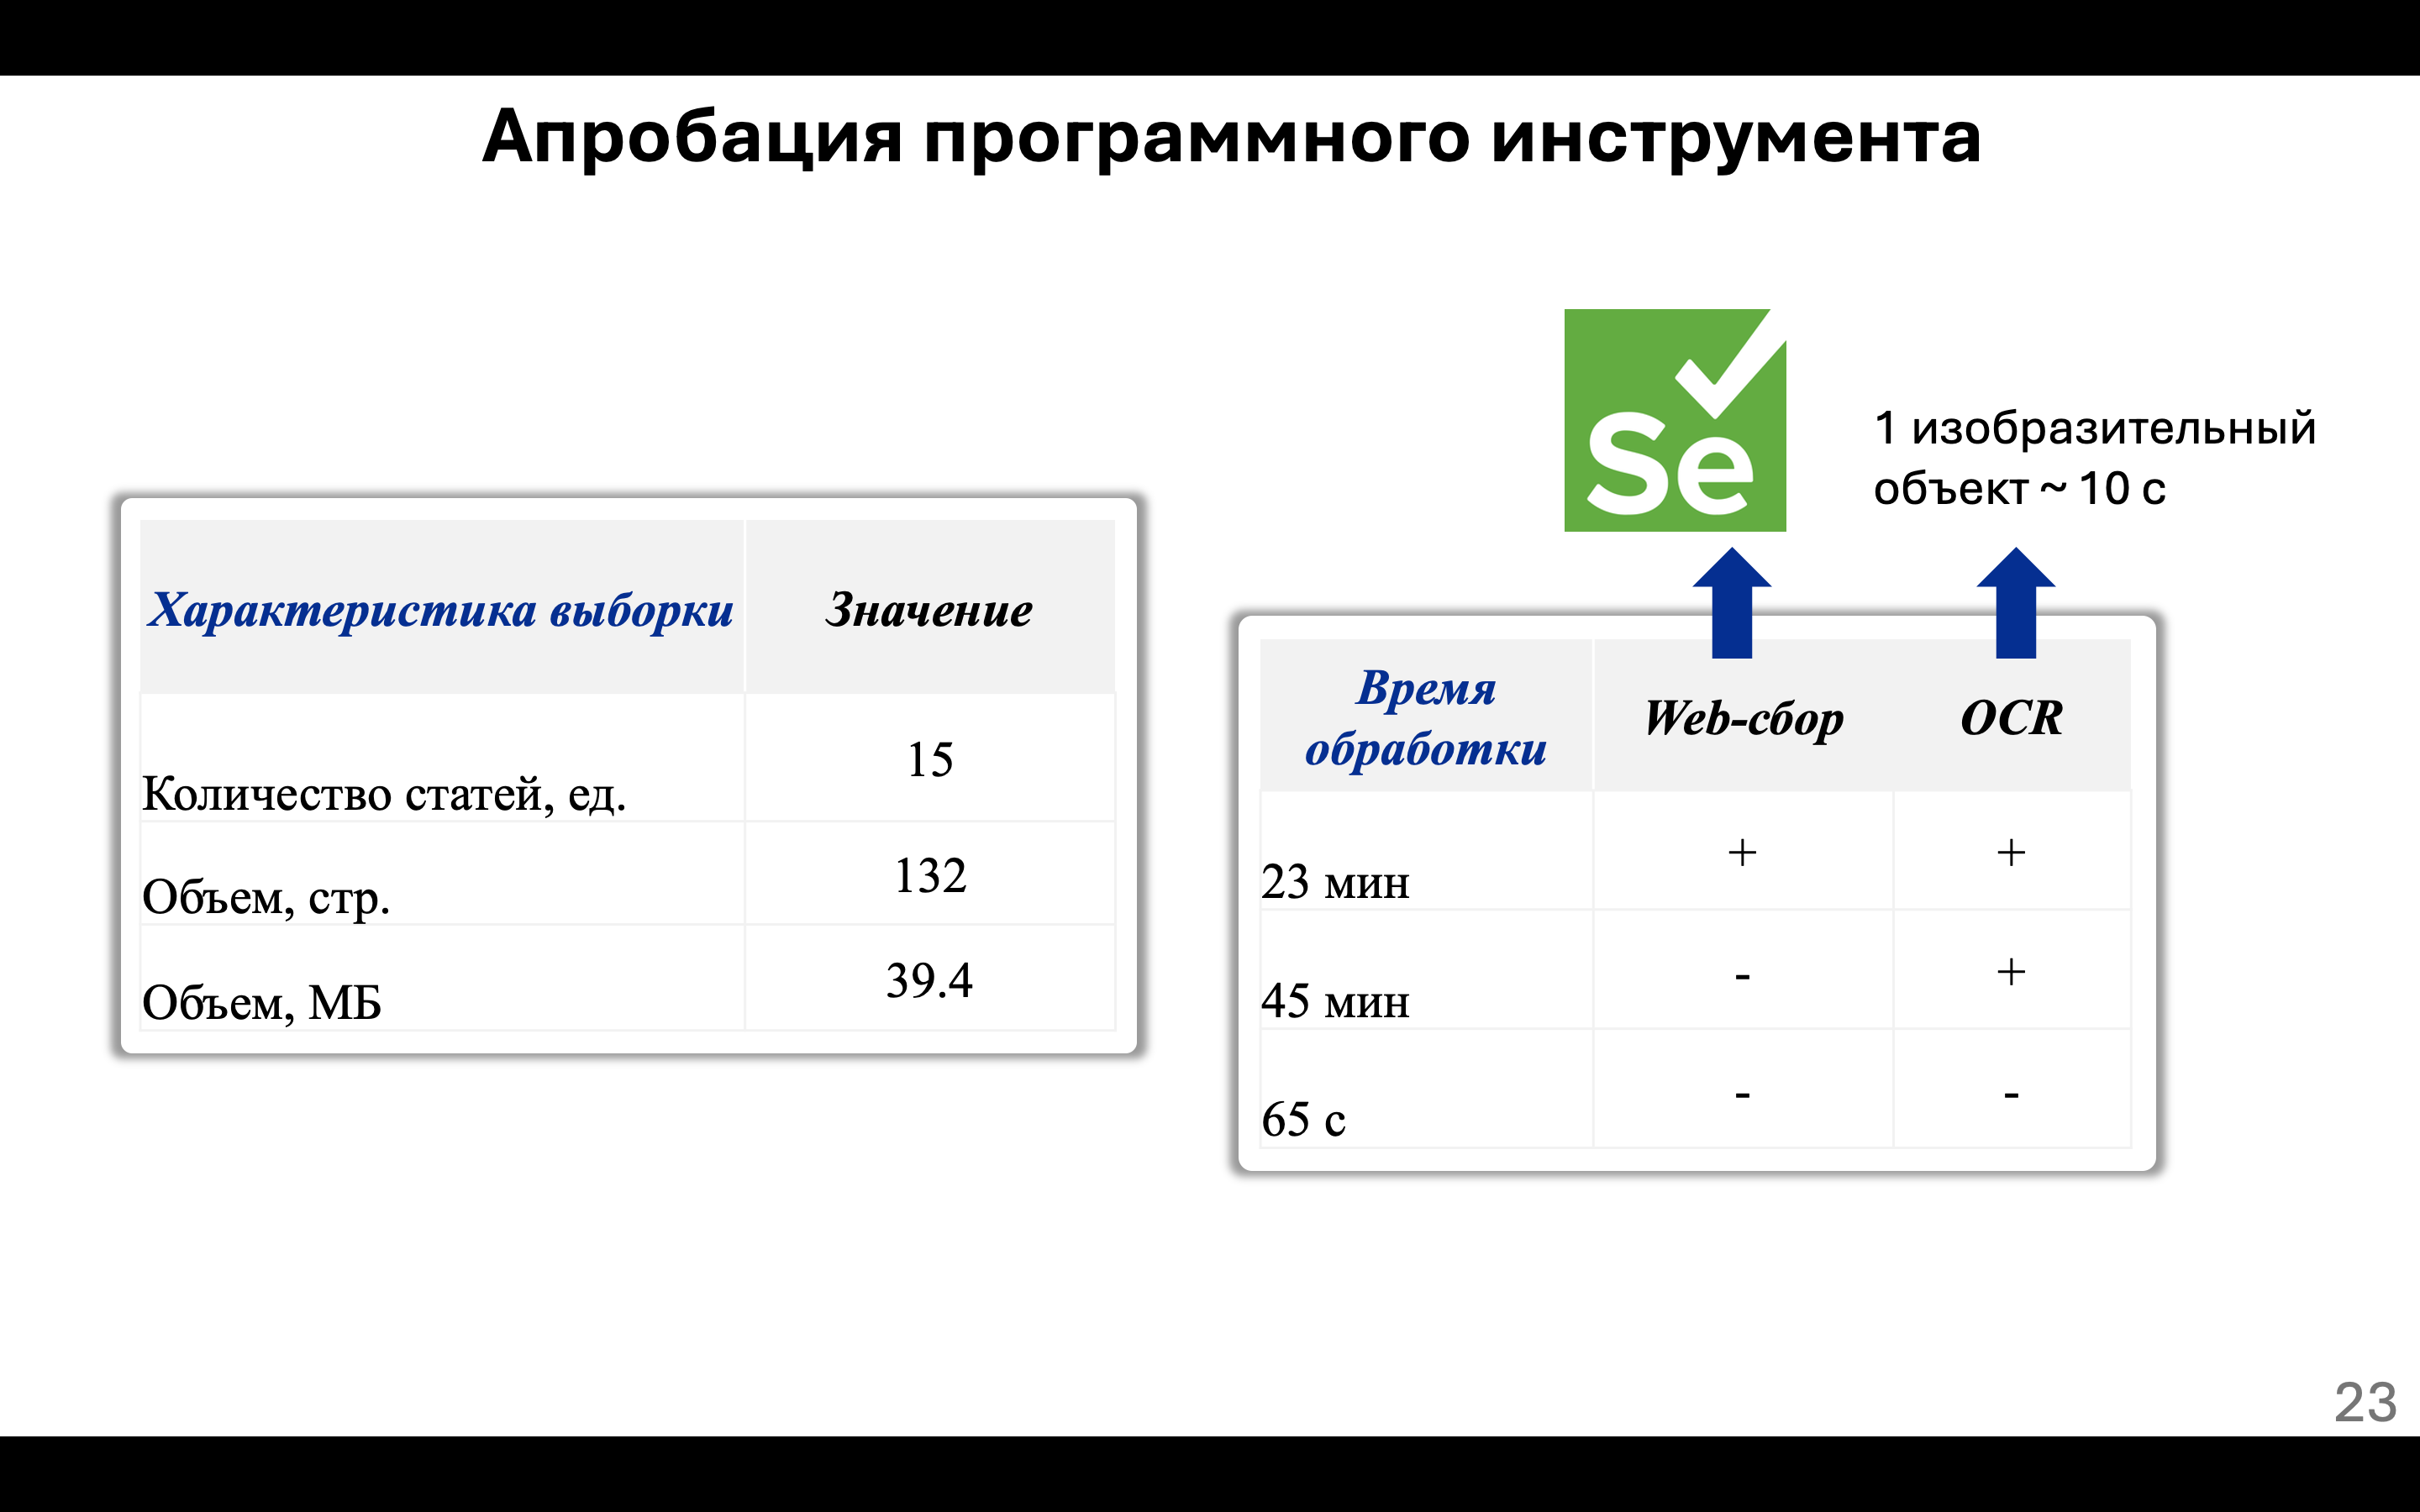 Апробация программного инструмента
Se
1 изобразительный
объект ~ 10 с
Характеристика выборки Значение
Количество статей, ед. 15
Объем, стр. 132
Объем, МБ 39.4
Время
обработки Web-сбор OCR
23 мин + +
45 мин - +
65 с - -
23